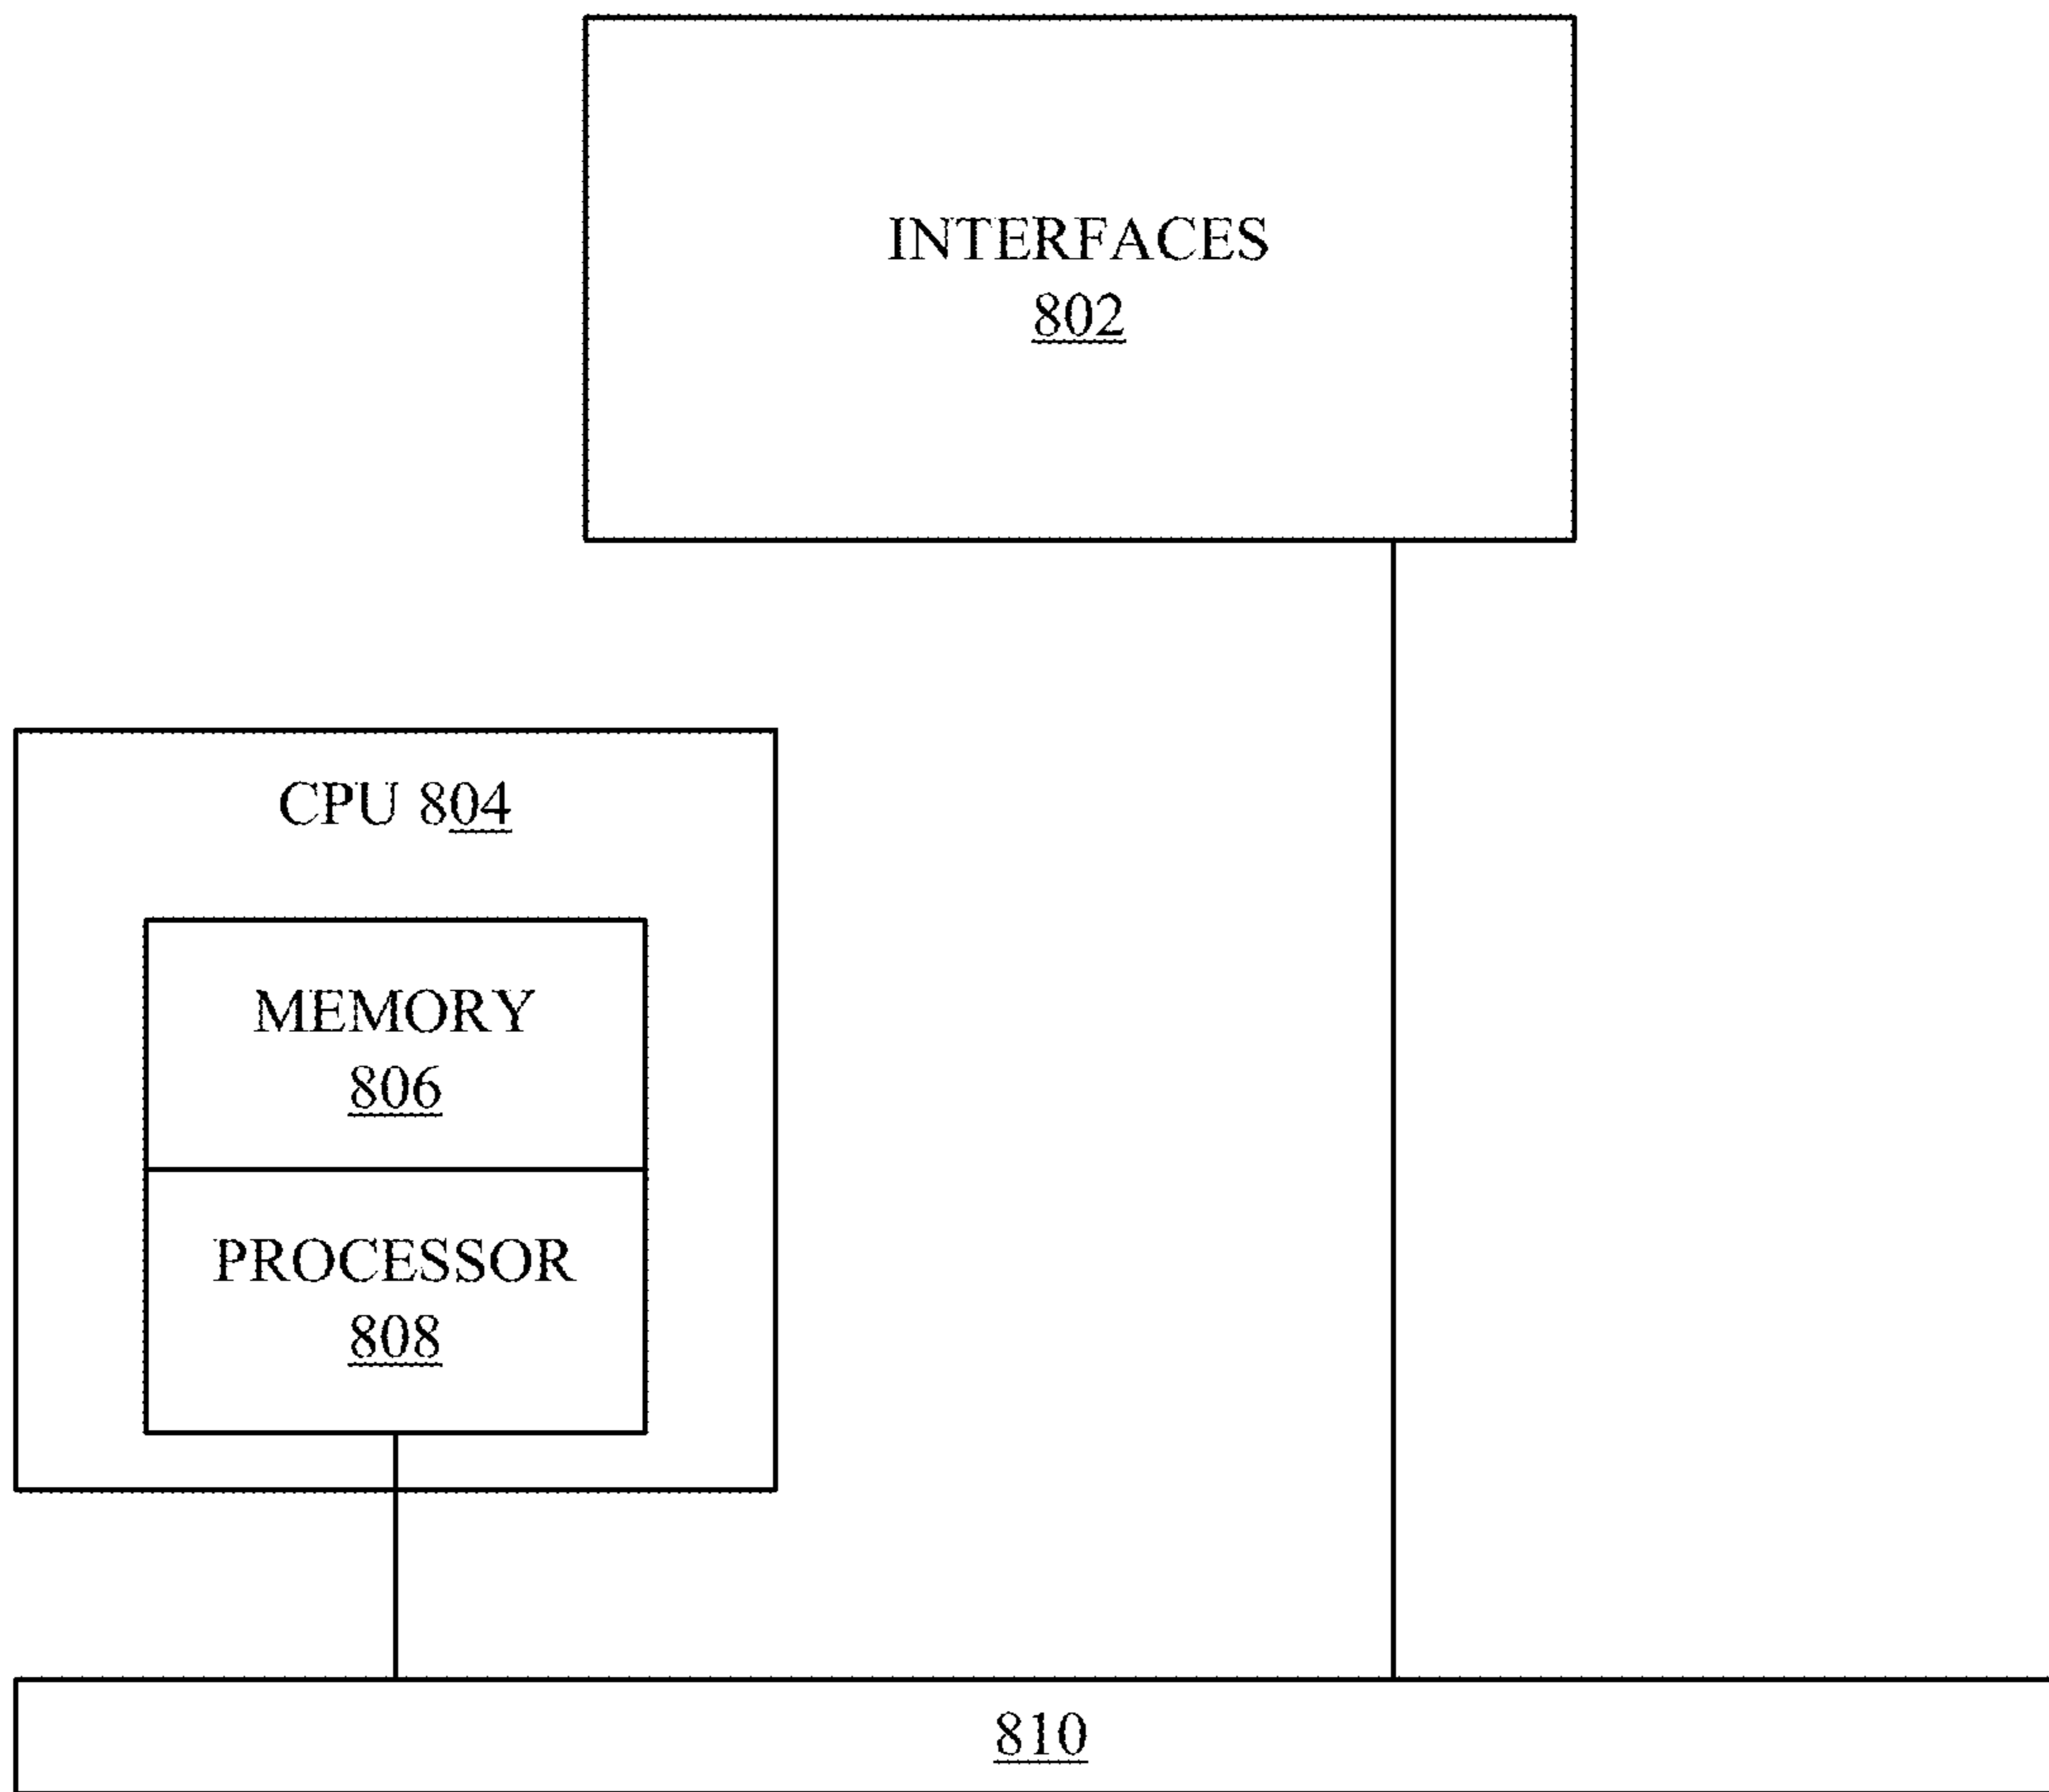 INTERFACES
802
CPU 804
MEMORY
806
PROCESSOR
808
810